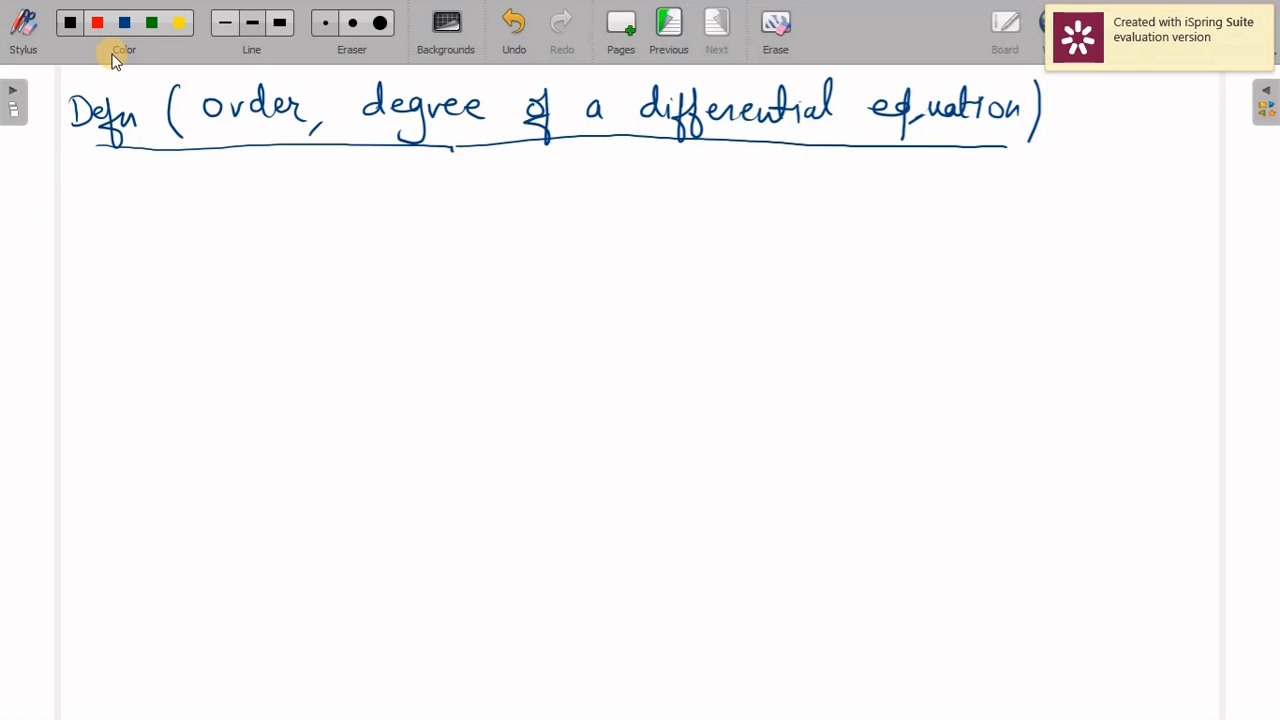 Stylus Color Line Eraser Backgrounds Undo Redo Pages Previous Next Erase Board
Created with iSpring Suite
evaluation version
Defn ( order, degree of a differential equation)